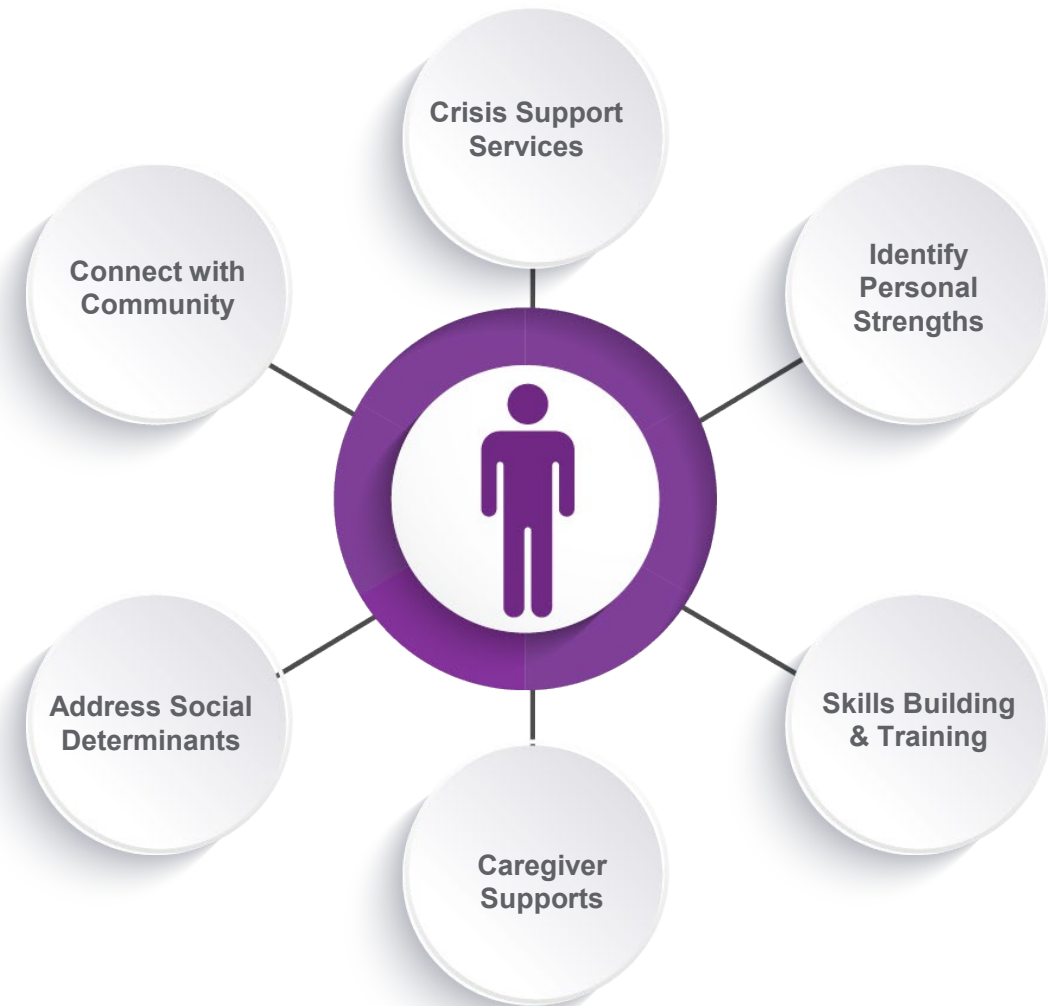 Crisis Support
Services
Identify
Personal
Strengths
Skills Building
& Training
Caregiver
Supports
Address Social
Determinants
Connect with
Community